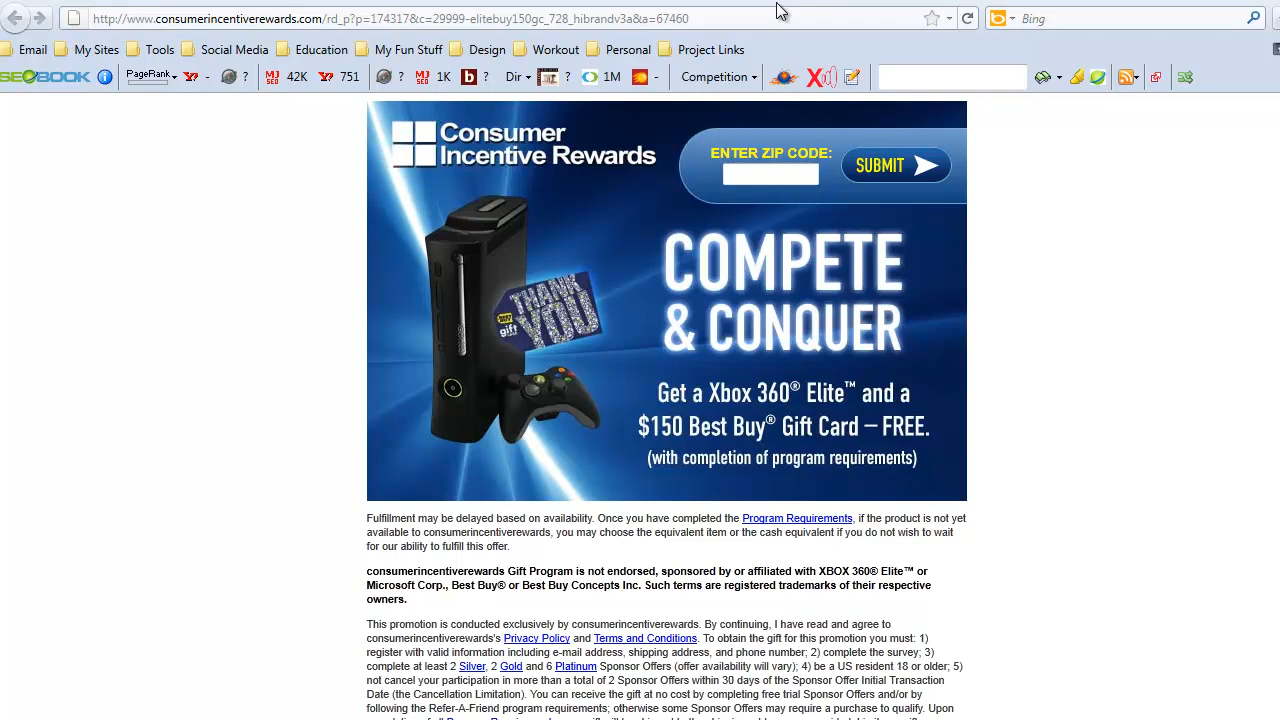 http://www.consumerincentiverewards.com/rd_p?p=174317&c=29999-elitebuy150gc_728_hibrandv3a&a=67460
Bing
Email My Sites Tools Social Media Education My Fun Stuff Design Workout Personal Project Links
SEOBOOK PageRank - ? 42K 751 ? 1K ? Dir ? 1M - Competition
Consumer
Incentive Rewards
ENTER ZIP CODE:
SUBMIT
COMPETE
& CONQUER
THANK
YOU
BUY
gift
Get a Xbox 360® Elite™ and a
$150 Best Buy® Gift Card – FREE.
(with completion of program requirements)
Fulfillment may be delayed based on availability. Once you have completed the Program Requirements, if the product is not yet
available to consumerincentiverewards, you may choose the equivalent item or the cash equivalent if you do not wish to wait
for our ability to fulfill this offer.
consumerincentiverewards Gift Program is not endorsed, sponsored by or affiliated with XBOX 360® Elite™ or
Microsoft Corp., Best Buy® or Best Buy Concepts Inc. Such terms are registered trademarks of their respective
owners.
This promotion is conducted exclusively by consumerincentiverewards. By continuing, I have read and agree to
consumerincentiverewards's Privacy Policy and Terms and Conditions. To obtain the gift for this promotion you must: 1)
register with valid information including e-mail address, shipping address, and phone number; 2) complete the survey; 3)
complete at least 2 Silver, 2 Gold and 6 Platinum Sponsor Offers (offer availability will vary); 4) be a US resident 18 or older; 5)
not cancel your participation in more than a total of 2 Sponsor Offers within 30 days of the Sponsor Offer Initial Transaction
Date (the Cancellation Limitation). You can receive the gift at no cost by completing free trial Sponsor Offers and/or by
following the Refer-A-Friend program requirements; otherwise some Sponsor Offers may require a purchase to qualify. Upon